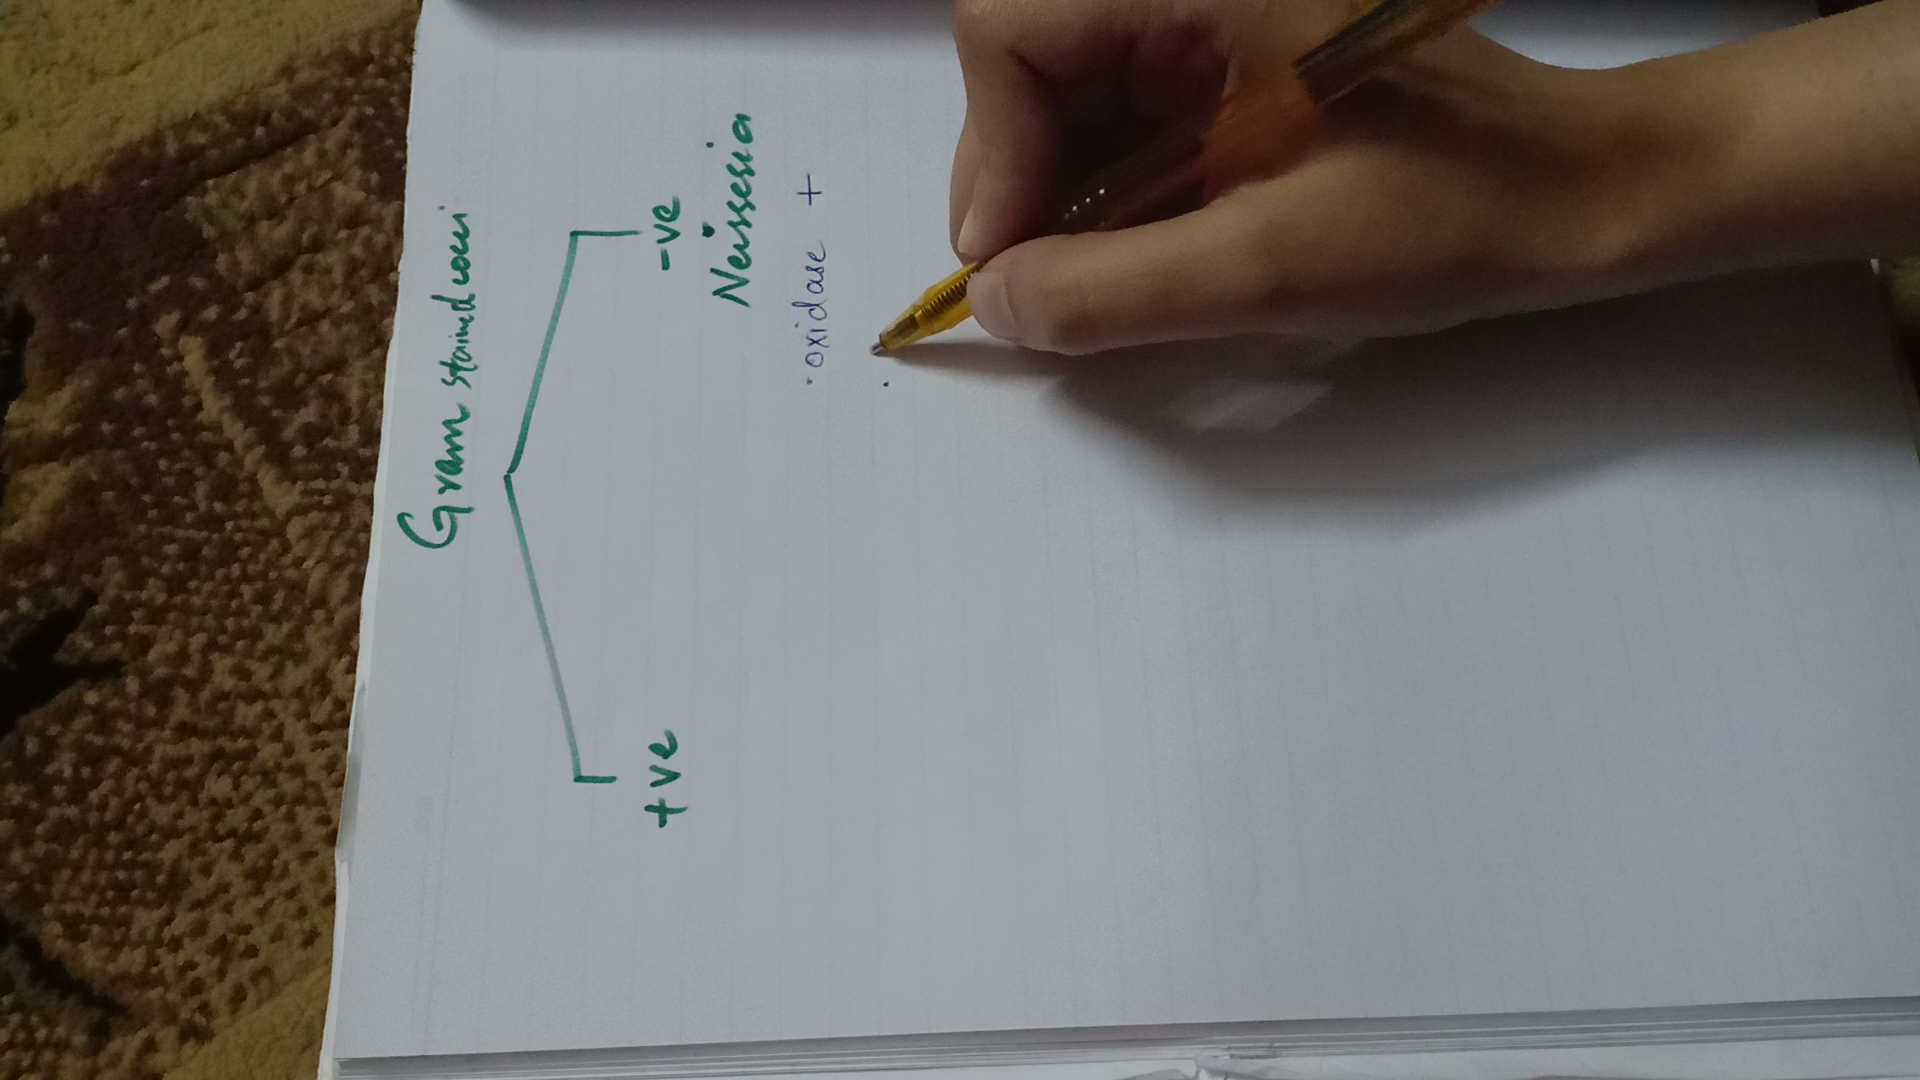 Gram stained cocci
+ve -ve
Neisseria
· oxidase +
·